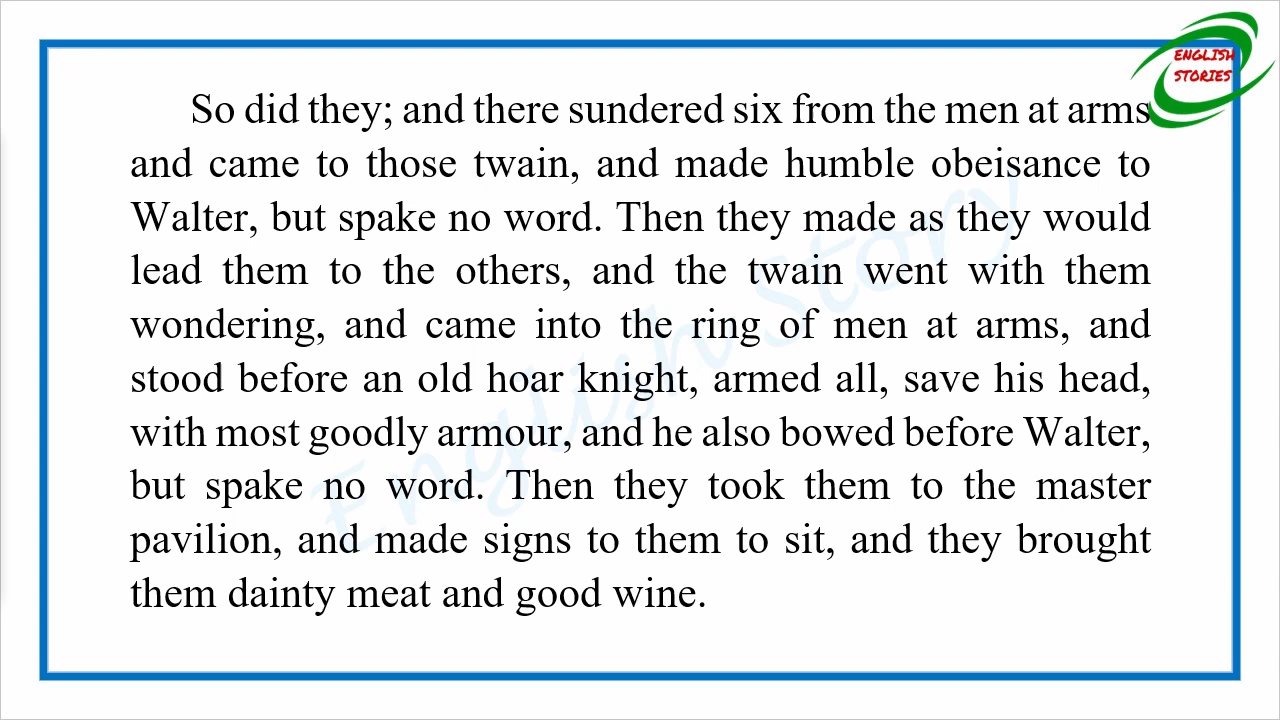 ENGLISH
STORIES
So did they; and there sundered six from the men at arms
and came to those twain, and made humble obeisance to
Walter, but spake no word. Then they made as they would
lead them to the others, and the twain went with them
wondering, and came into the ring of men at arms, and
stood before an old hoar knight, armed all, save his head,
with most goodly armour, and he also bowed before Walter,
but spake no word. Then they took them to the master
pavilion, and made signs to them to sit, and they brought
them dainty meat and good wine.
English Story